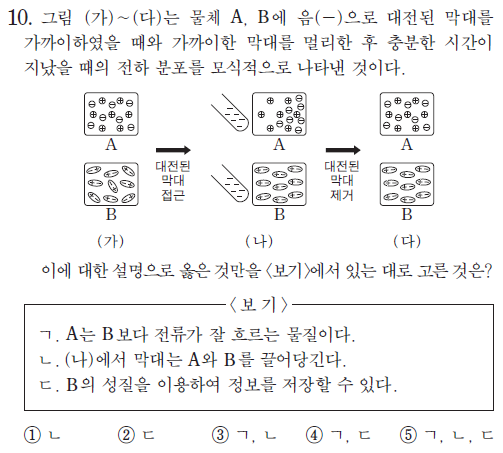 10. 그림 (가)~(다)는 물체 A, B에 음(−)으로 대전된 막대를
가까이하였을 때와 가까이한 막대를 멀리한 후 충분한 시간이
지났을 때의 전하 분포를 모식적으로 나타낸 것이다.
A A A
대전된 대전된
막대 막대
접근 제거
B B B
(가) (나) (다)
이에 대한 설명으로 옳은 것만을 <보기>에서 있는 대로 고른 것은?
<보 기>
ㄱ. A는 B보다 전류가 잘 흐르는 물질이다.
ㄴ. (나)에서 막대는 A와 B를 끌어당긴다.
ㄷ. B의 성질을 이용하여 정보를 저장할 수 있다.
① ㄴ ② ㄷ ③ ㄱ, ㄴ ④ ㄱ, ㄷ ⑤ ㄱ, ㄴ, ㄷ